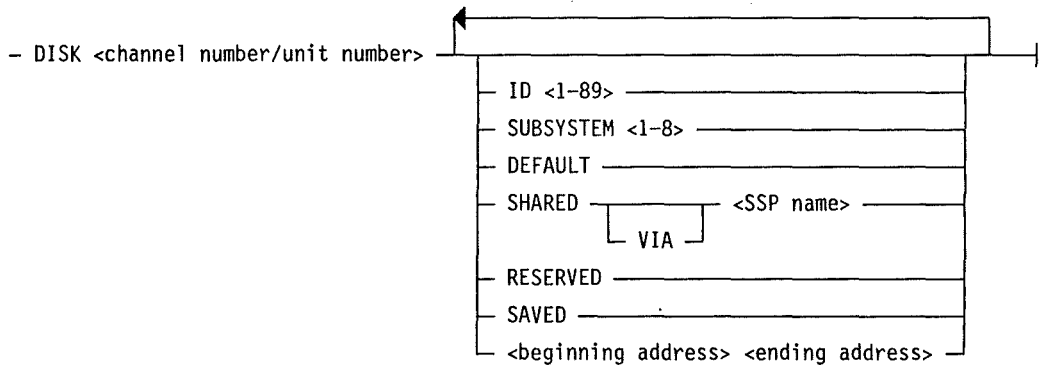 – DISK <channel number/unit number>
ID <1–89>
SUBSYSTEM <1–8>
DEFAULT
SHARED <SSP name>
VIA
RESERVED
SAVED
<beginning address> <ending address>